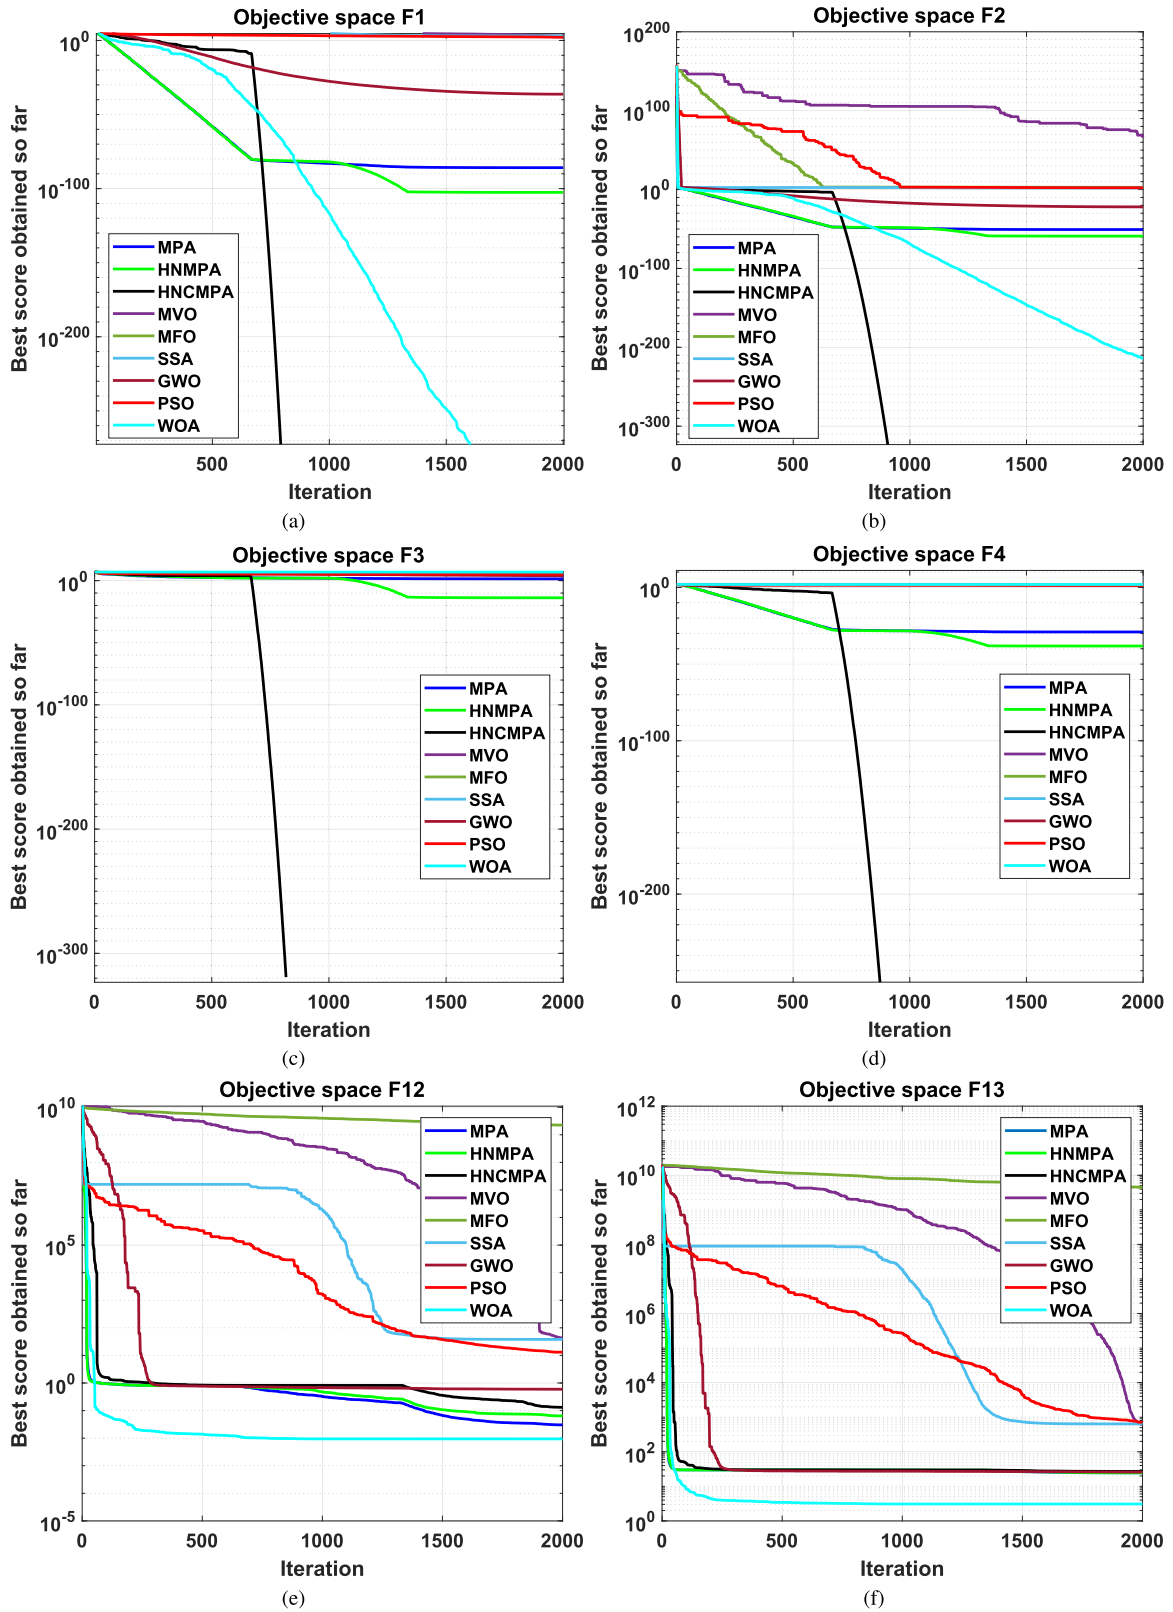 Objective space F1
Best score obtained so far
10^0
10^-100
10^-200
MPA
HNMPA
HNCMPA
MVO
MFO
SSA
GWO
PSO
WOA
500 1000 1500 2000
Iteration
(a)
Objective space F2
Best score obtained so far
10^200
10^100
10^0
10^-100
10^-200
10^-300
MPA
HNMPA
HNCMPA
MVO
MFO
SSA
GWO
PSO
WOA
0 500 1000 1500 2000
Iteration
(b)
Objective space F3
Best score obtained so far
10^0
10^-100
10^-200
10^-300
MPA
HNMPA
HNCMPA
MVO
MFO
SSA
GWO
PSO
WOA
0 500 1000 1500 2000
Iteration
(c)
Objective space F4
Best score obtained so far
10^0
10^-100
10^-200
MPA
HNMPA
HNCMPA
MVO
MFO
SSA
GWO
PSO
WOA
0 500 1000 1500 2000
Iteration
(d)
Objective space F12
Best score obtained so far
10^10
10^5
10^0
10^-5
MPA
HNMPA
HNCMPA
MVO
MFO
SSA
GWO
PSO
WOA
0 500 1000 1500 2000
Iteration
(e)
Objective space F13
Best score obtained so far
10^12
10^10
10^8
10^6
10^4
10^2
10^0
MPA
HNMPA
HNCMPA
MVO
MFO
SSA
GWO
PSO
WOA
0 500 1000 1500 2000
Iteration
(f)